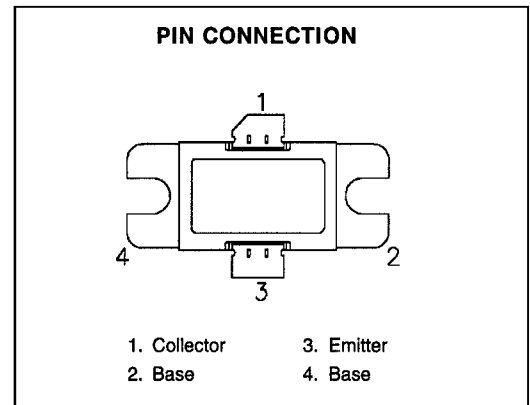 PIN CONNECTION
1
4
2
3
1. Collector 3. Emitter
2. Base 4. Base